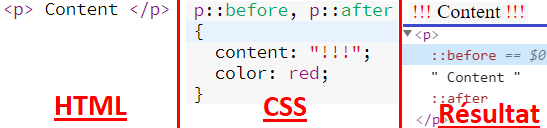 <p> Content </p>
HTML
p::before, p::after
{
content: "!!!";
color: red;
}
CSS
!!! Content !!!
▼<p>
::before == $0
" Content "
::after
</p>
Résultat